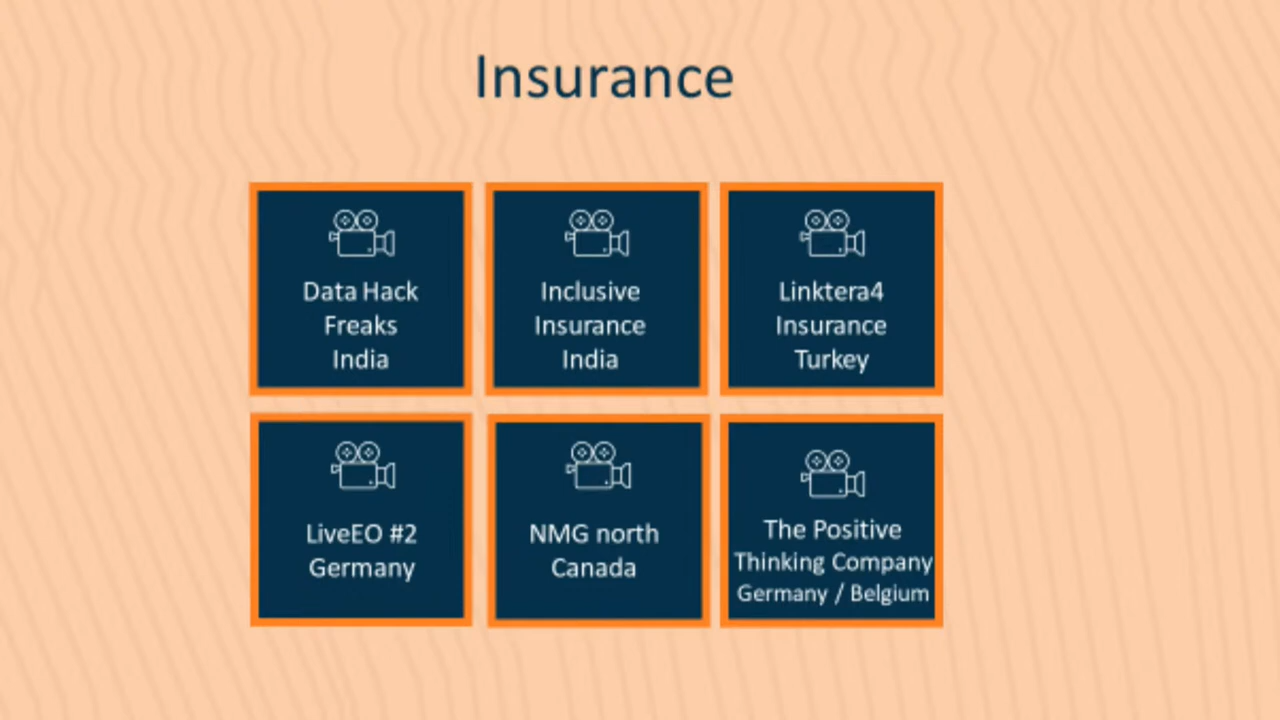 Insurance
Data Hack
Freaks
India
Inclusive
Insurance
India
Linktera4
Insurance
Turkey
LiveEO #2
Germany
NMG north
Canada
The Positive
Thinking Company
Germany / Belgium